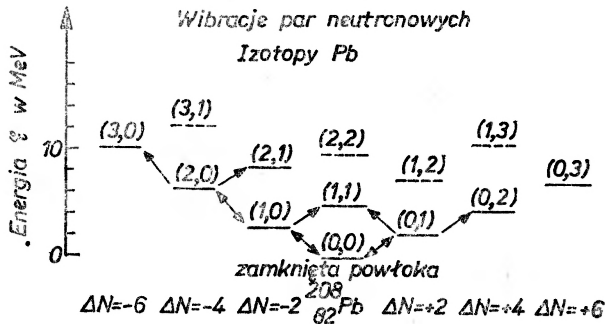 Wibracje par neutronowych
Izotopy Pb
Energia ℰ w MeV
(3,1) (1,3)
(3,0) (2,2)
10
(2,1) (1,2) (0,3)
(2,0)
(1,1) (0,2)
(1,0) (0,1)
(0,0)
0
zamknięta powłoka
ΔN=-6 ΔN=-4 ΔN=-2 ²⁰⁸₈₂Pb ΔN=+2 ΔN=+4 ΔN=+6